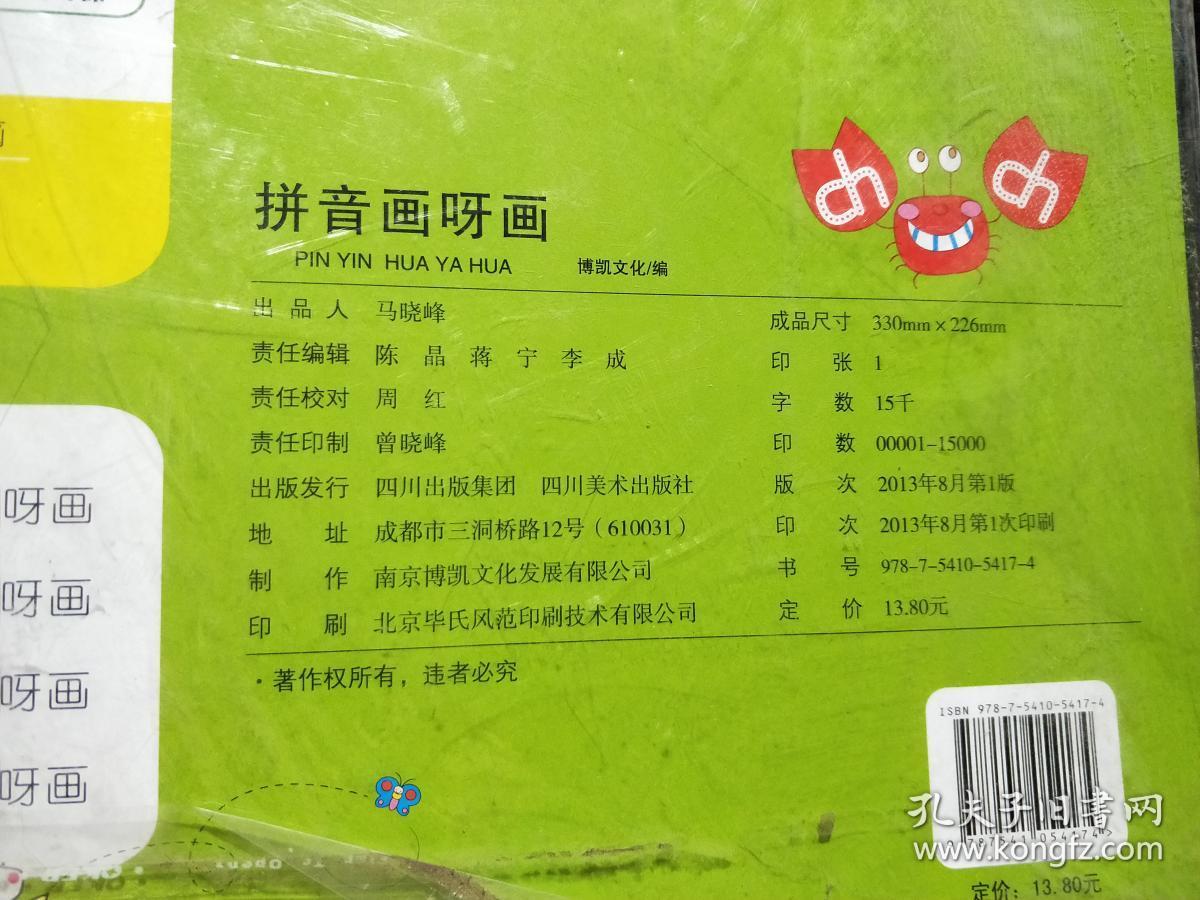 拼音画呀画
PIN YIN HUA YA HUA 博凯文化/编
出品人 马晓峰
责任编辑 陈 晶 蒋 宁 李 成
责任校对 周 红
责任印制 曾晓峰
出版发行 四川出版集团 四川美术出版社
地 址 成都市三洞桥路12号（610031）
制 作 南京博凯文化发展有限公司
印 刷 北京毕氏风范印刷技术有限公司
成品尺寸 330mm×226mm
印 张 1
字 数 15千
印 数 00001-15000
版 次 2013年8月第1版
印 次 2013年8月第1次印刷
书 号 978-7-5410-5417-4
定 价 13.80元
·著作权所有，违者必究
ch ch
呀画
呀画
呀画
呀画
ISBN 978-7-5410-5417-4
定价：13.80元
孔夫子旧书网
www.kongfz.com